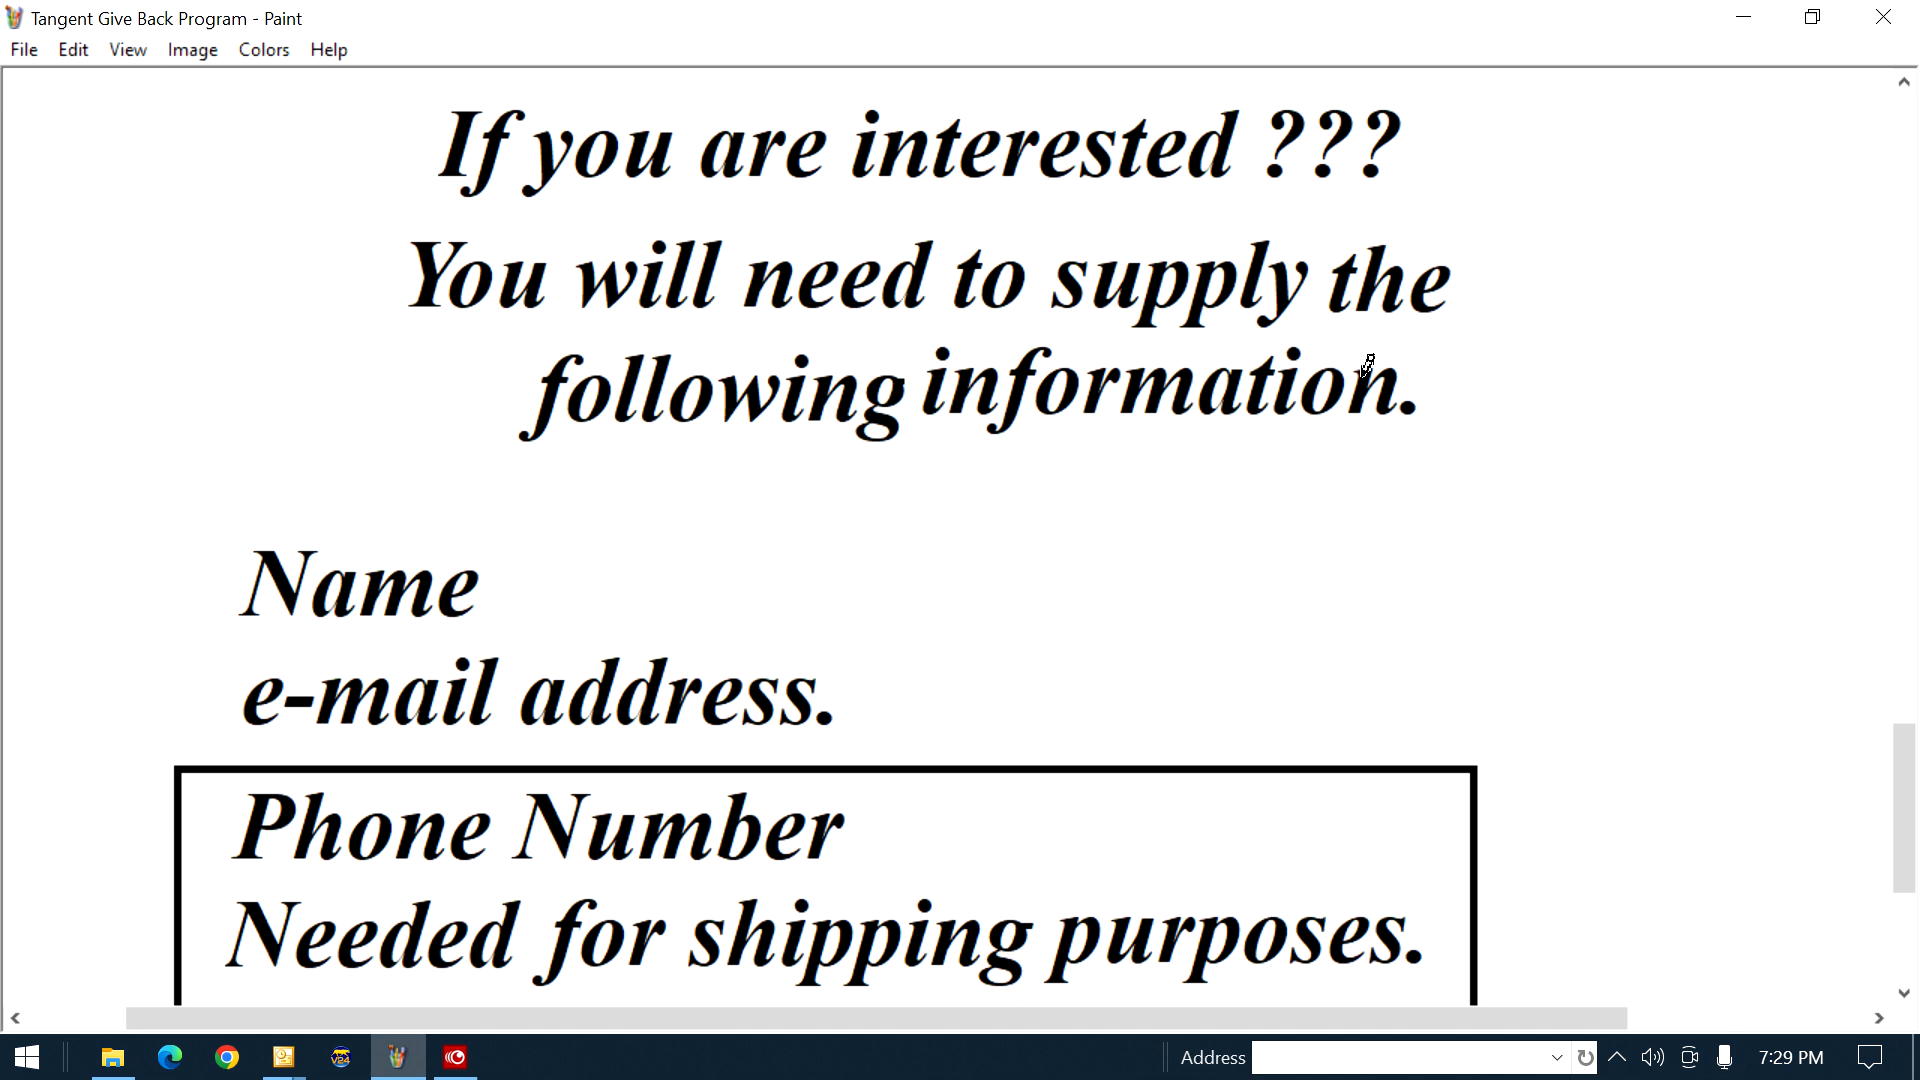 Tangent Give Back Program - Paint
File Edit View Image Colors Help
If you are interested ???
You will need to supply the
following information.
Name
e-mail address.
Phone Number
Needed for shipping purposes.
V24
Address
7:29 PM